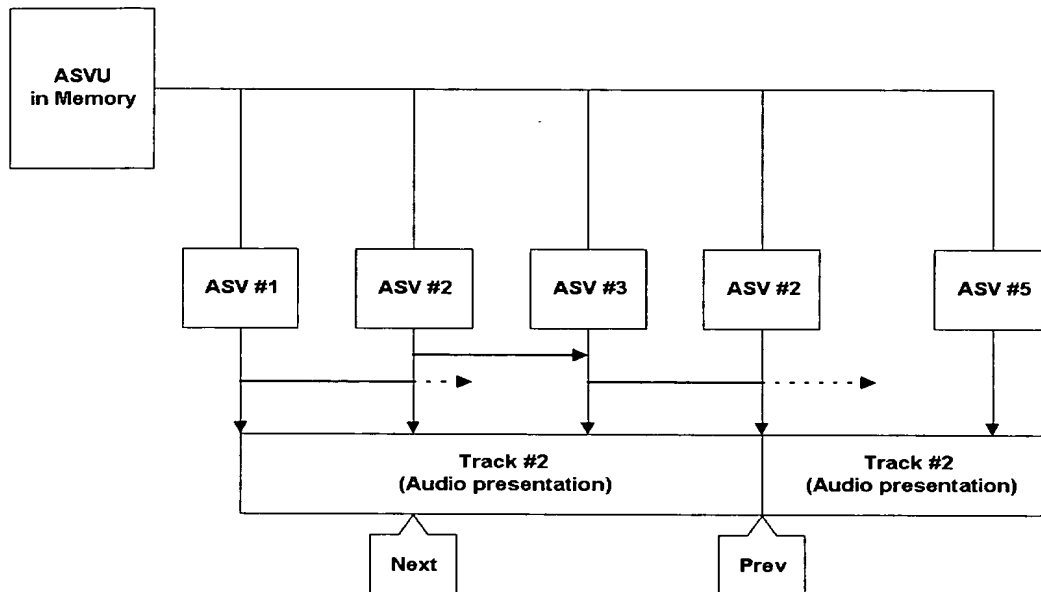 ASVU
in Memory
ASV #1
ASV #2
ASV #3
ASV #2
ASV #5
Track #2
(Audio presentation)
Track #2
(Audio presentation)
Next
Prev